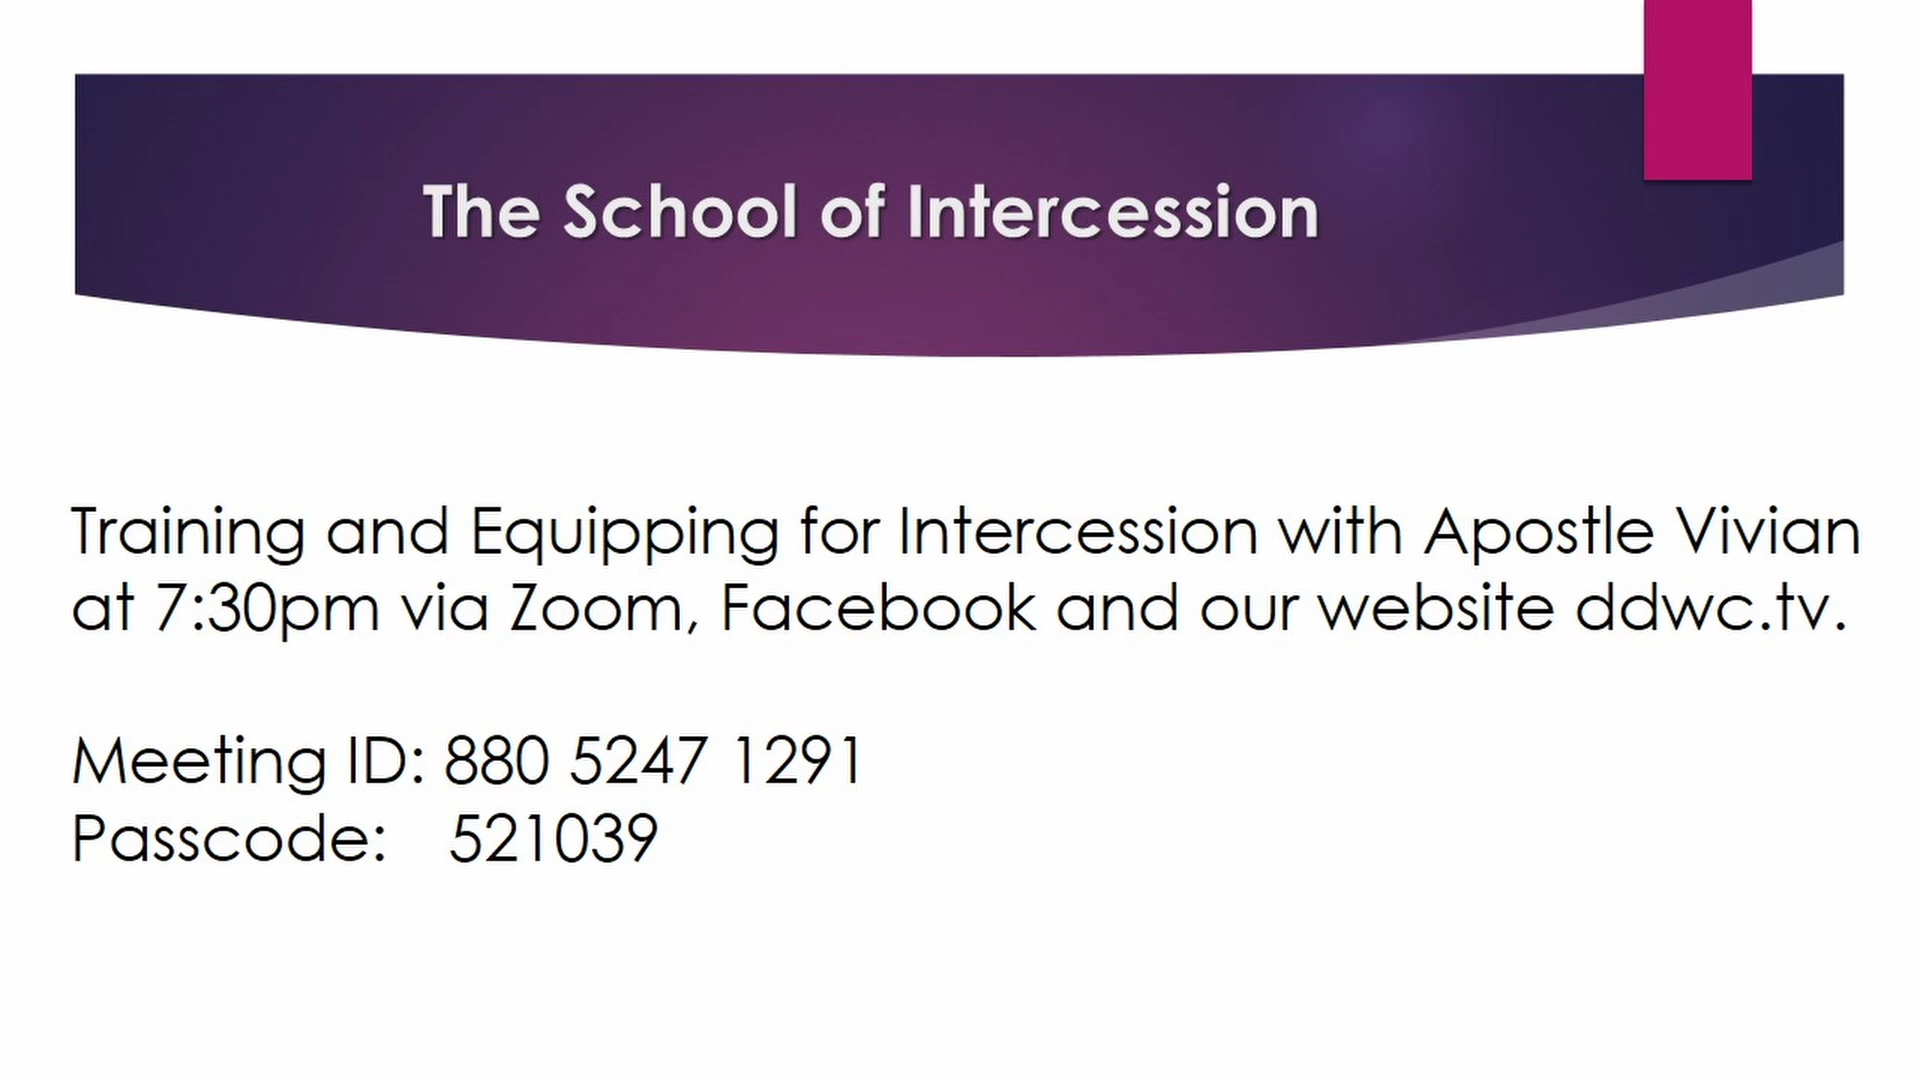 The School of Intercession
Training and Equipping for Intercession with Apostle Vivian
at 7:30pm via Zoom, Facebook and our website ddwc.tv.
Meeting ID: 880 5247 1291
Passcode: 521039